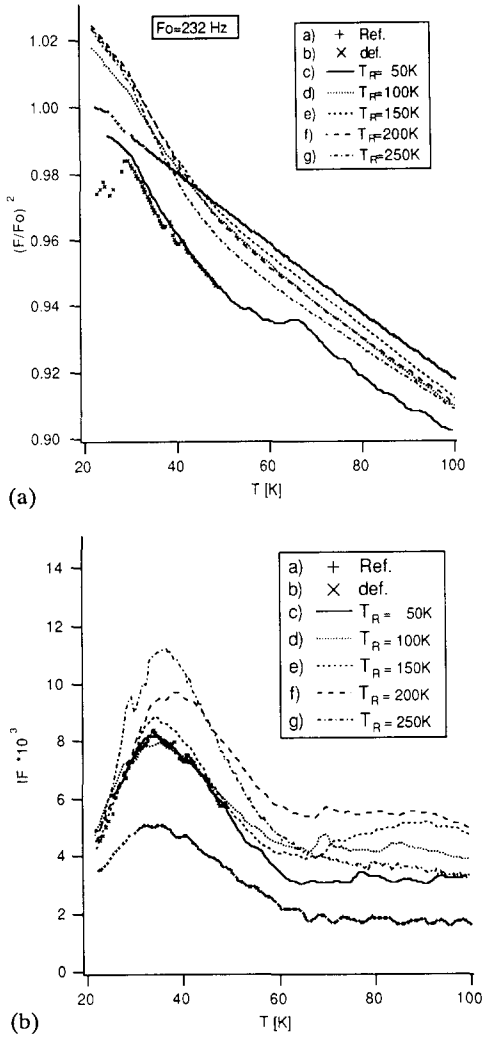 Fo=232 Hz
a) + Ref.
b) × def.
c) T_R= 50K
d) T_R=100K
e) T_R=150K
f) T_R=200K
g) T_R=250K
(F/Fo)²
1.02
1.00
0.98
0.96
0.94
0.92
0.90
20 40 60 80 100
T [K]
(a)
a) + Ref.
b) × def.
c) T_R = 50K
d) T_R = 100K
e) T_R = 150K
f) T_R = 200K
g) T_R = 250K
IF *10³
14
12
10
8
6
4
2
0
20 40 60 80 100
T [K]
(b)